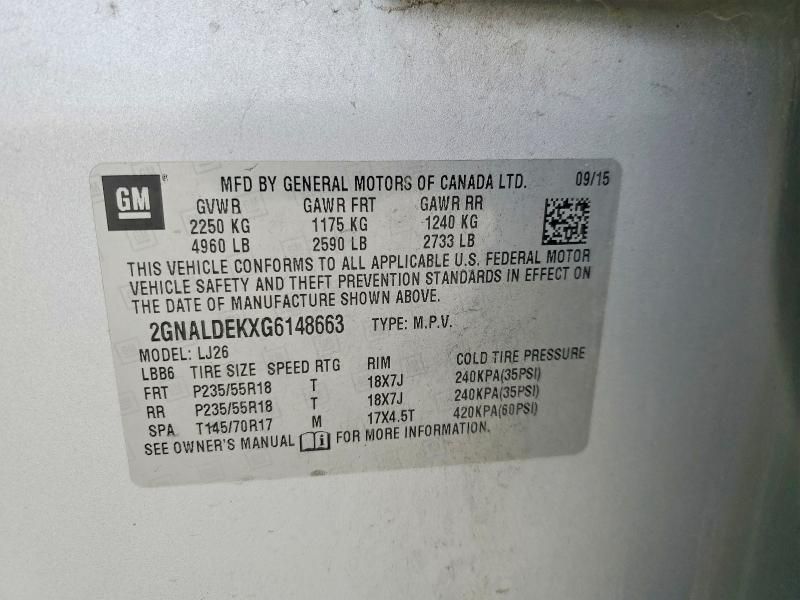 GM
MFD BY GENERAL MOTORS OF CANADA LTD. 09/15
GVWR GAWR FRT GAWR RR
2250 KG 1175 KG 1240 KG
4960 LB 2590 LB 2733 LB
THIS VEHICLE CONFORMS TO ALL APPLICABLE U.S. FEDERAL MOTOR
VEHICLE SAFETY AND THEFT PREVENTION STANDARDS IN EFFECT ON
THE DATE OF MANUFACTURE SHOWN ABOVE.
2GNALDEKXG6148663 TYPE: M.P.V.
MODEL: LJ26
LBB6 TIRE SIZE SPEED RTG RIM COLD TIRE PRESSURE
FRT P235/55R18 T 18X7J 240KPA(35PSI)
RR P235/55R18 T 18X7J 240KPA(35PSI)
SPA T145/70R17 M 17X4.5T 420KPA(60PSI)
SEE OWNER'S MANUAL i FOR MORE INFORMATION.